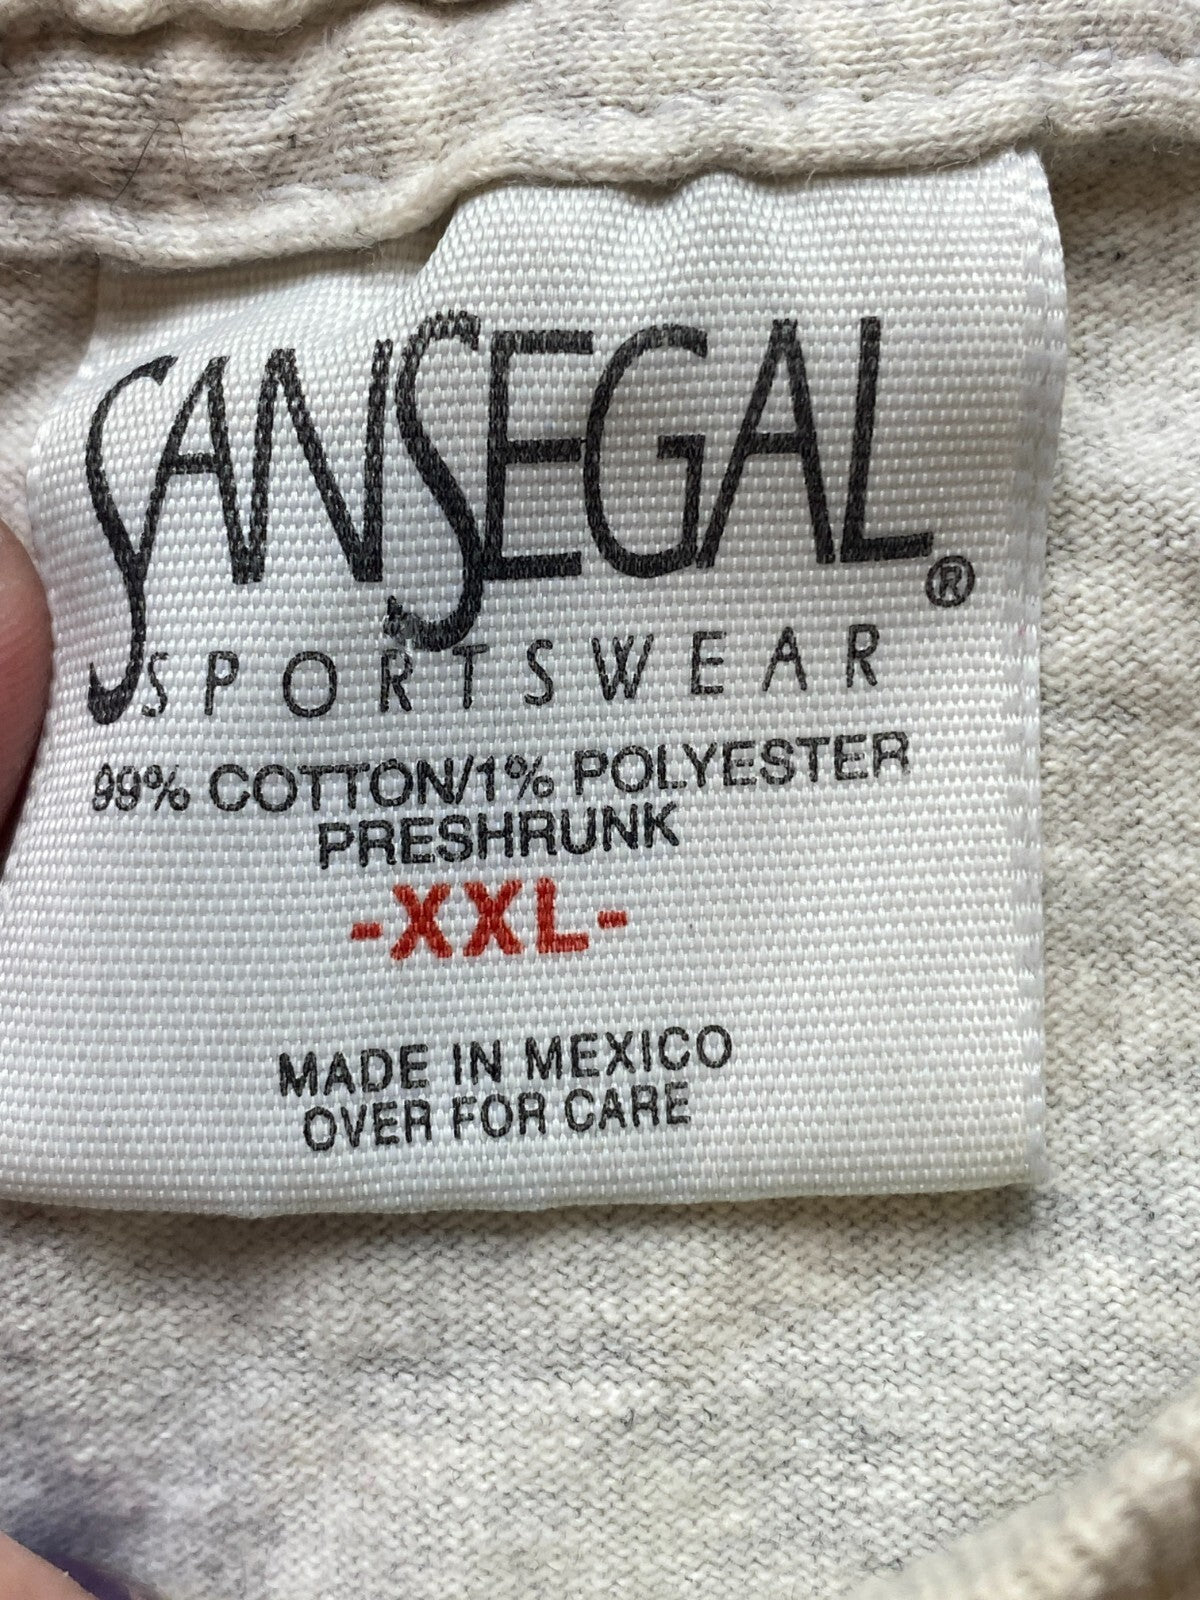 SANSEGAL®
SPORTSWEAR
99% COTTON/1% POLYESTER
PRESHRUNK
-XXL-
MADE IN MEXICO
OVER FOR CARE